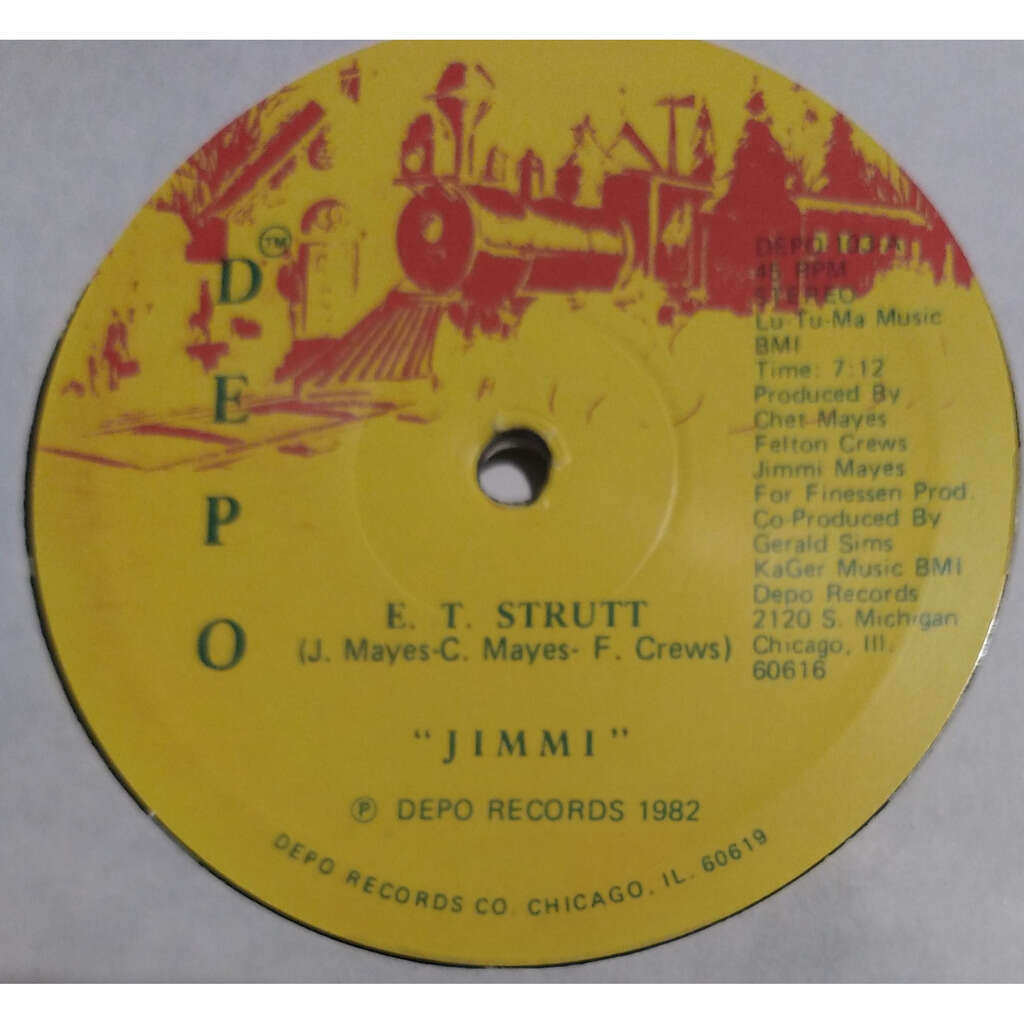 TM
D
E
P
O
DEPO 103 A
45 RPM
STEREO
Lu-Tu-Ma Music
BMI
Time: 7:12
Produced By
Chet Mayes
Felton Crews
Jimmi Mayes
For Finessen Prod.
Co-Produced By
Gerald Sims
KaGer Music BMI
Depo Records
2120 S. Michigan
Chicago, Ill.
60616
E. T. STRUTT
(J. Mayes-C. Mayes- F. Crews)
"JIMMI"
Ⓟ DEPO RECORDS 1982
DEPO RECORDS CO. CHICAGO, IL. 60619